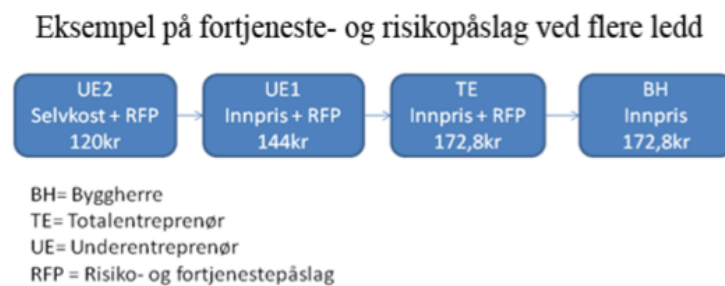 Eksempel på fortjeneste- og risikopåslag ved flere ledd
UE2
Selvkost + RFP
120kr
UE1
Innpris + RFP
144kr
TE
Innpris + RFP
172,8kr
BH
Innpris
172,8kr
BH= Byggherre
TE= Totalentreprenør
UE= Underentreprenør
RFP = Risiko- og fortjenestepåslag